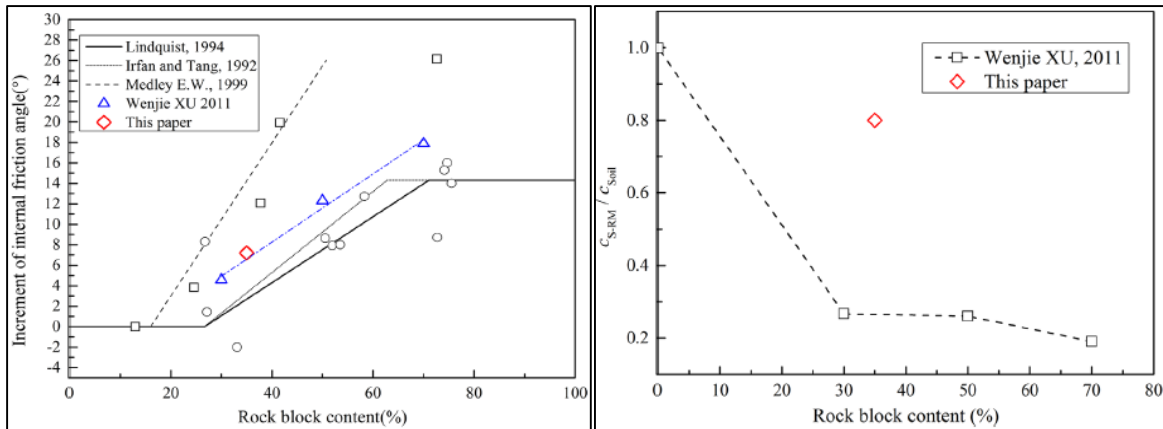 30
28
26
24
22
20
18
16
14
12
10
8
6
4
2
0
-2
-4
Increment of internal friction angle(°)
Lindquist, 1994
Irfan and Tang, 1992
Medley E.W., 1999
Wenjie XU 2011
This paper
0 20 40 60 80 100
Rock block content(%)
1.0
0.8
0.6
0.4
0.2
c_S-RM / c_Soil
Wenjie XU, 2011
This paper
0 10 20 30 40 50 60 70 80
Rock block content (%)